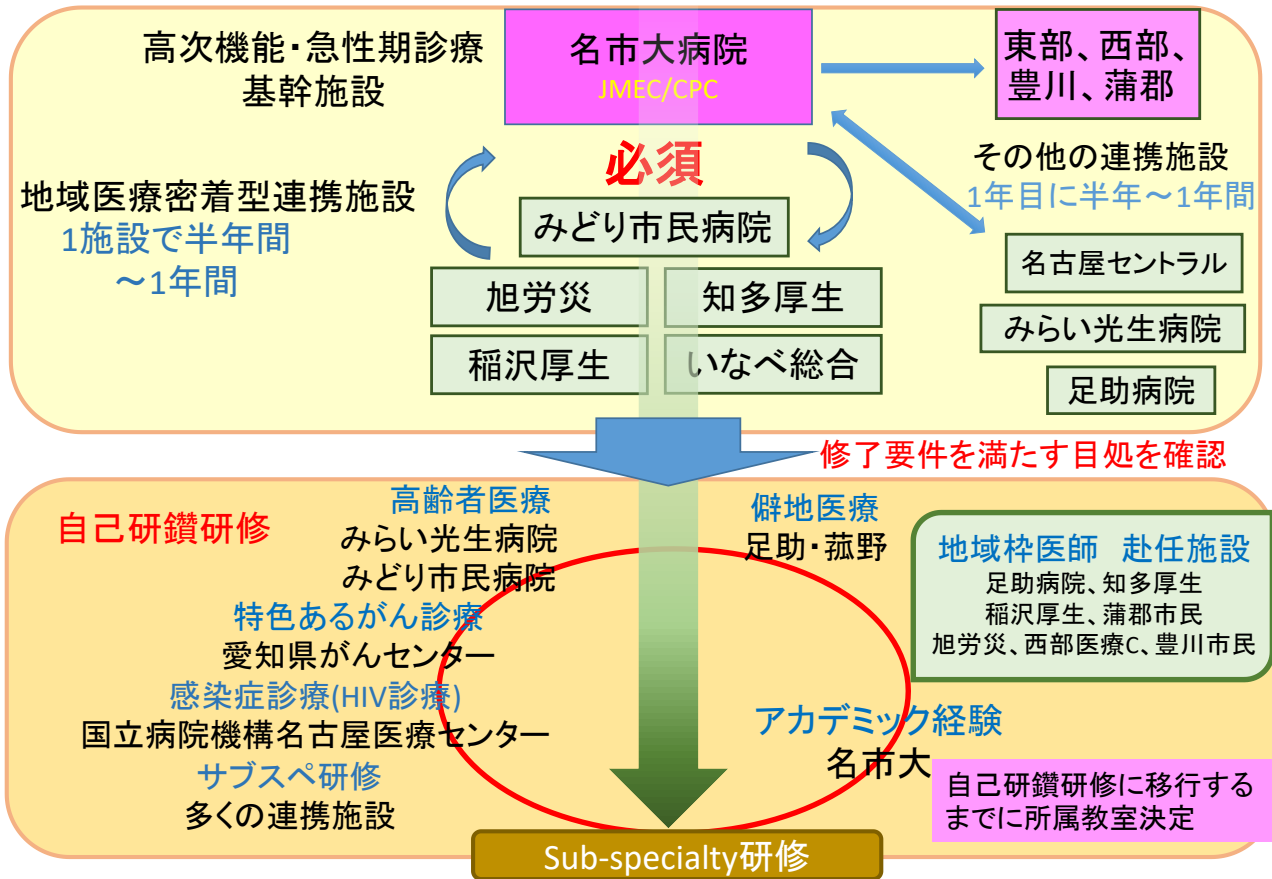 高次機能・急性期診療
基幹施設
名市大病院
JMEC/CPC
東部、西部、
豊川、蒲郡
必須
地域医療密着型連携施設
1施設で半年間
～1年間
みどり市民病院
旭労災
知多厚生
稲沢厚生
いなべ総合
その他の連携施設
1年目に半年～1年間
名古屋セントラル
みらい光生病院
足助病院
修了要件を満たす目処を確認
自己研鑽研修
高齢者医療
みらい光生病院
みどり市民病院
特色あるがん診療
愛知県がんセンター
感染症診療(HIV診療)
国立病院機構名古屋医療センター
サブスペ研修
多くの連携施設
僻地医療
足助・菰野
地域枠医師 赴任施設
足助病院、知多厚生
稲沢厚生、蒲郡市民
旭労災、西部医療C、豊川市民
アカデミック経験
名市大
自己研鑽研修に移行する
までに所属教室決定
Sub-specialty研修